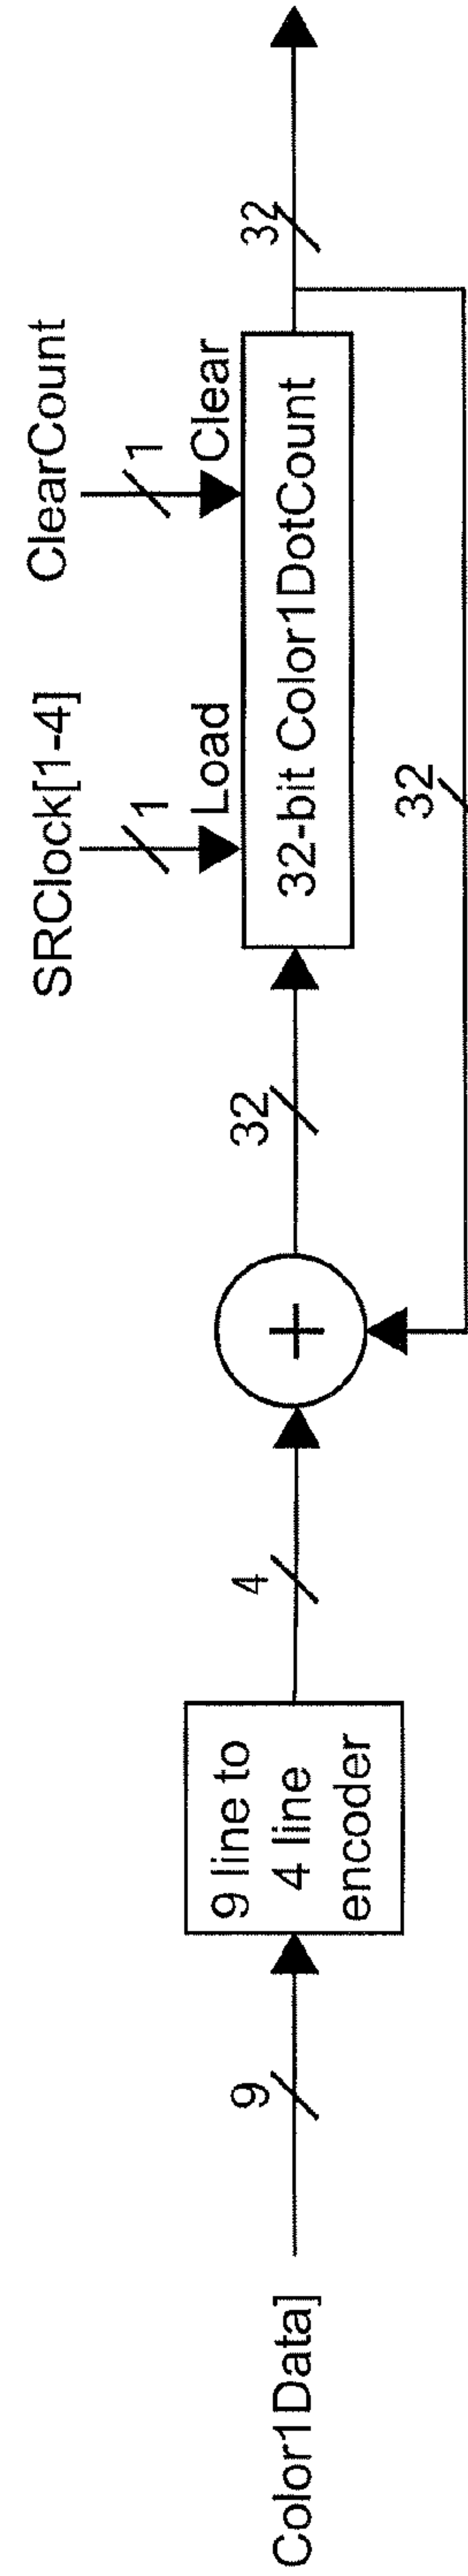 Color1Data]
9
9 line to
4 line
encoder
4
32
SRClock[1-4]
1
Load
ClearCount
1
Clear
32-bit Color1DotCount
32
32